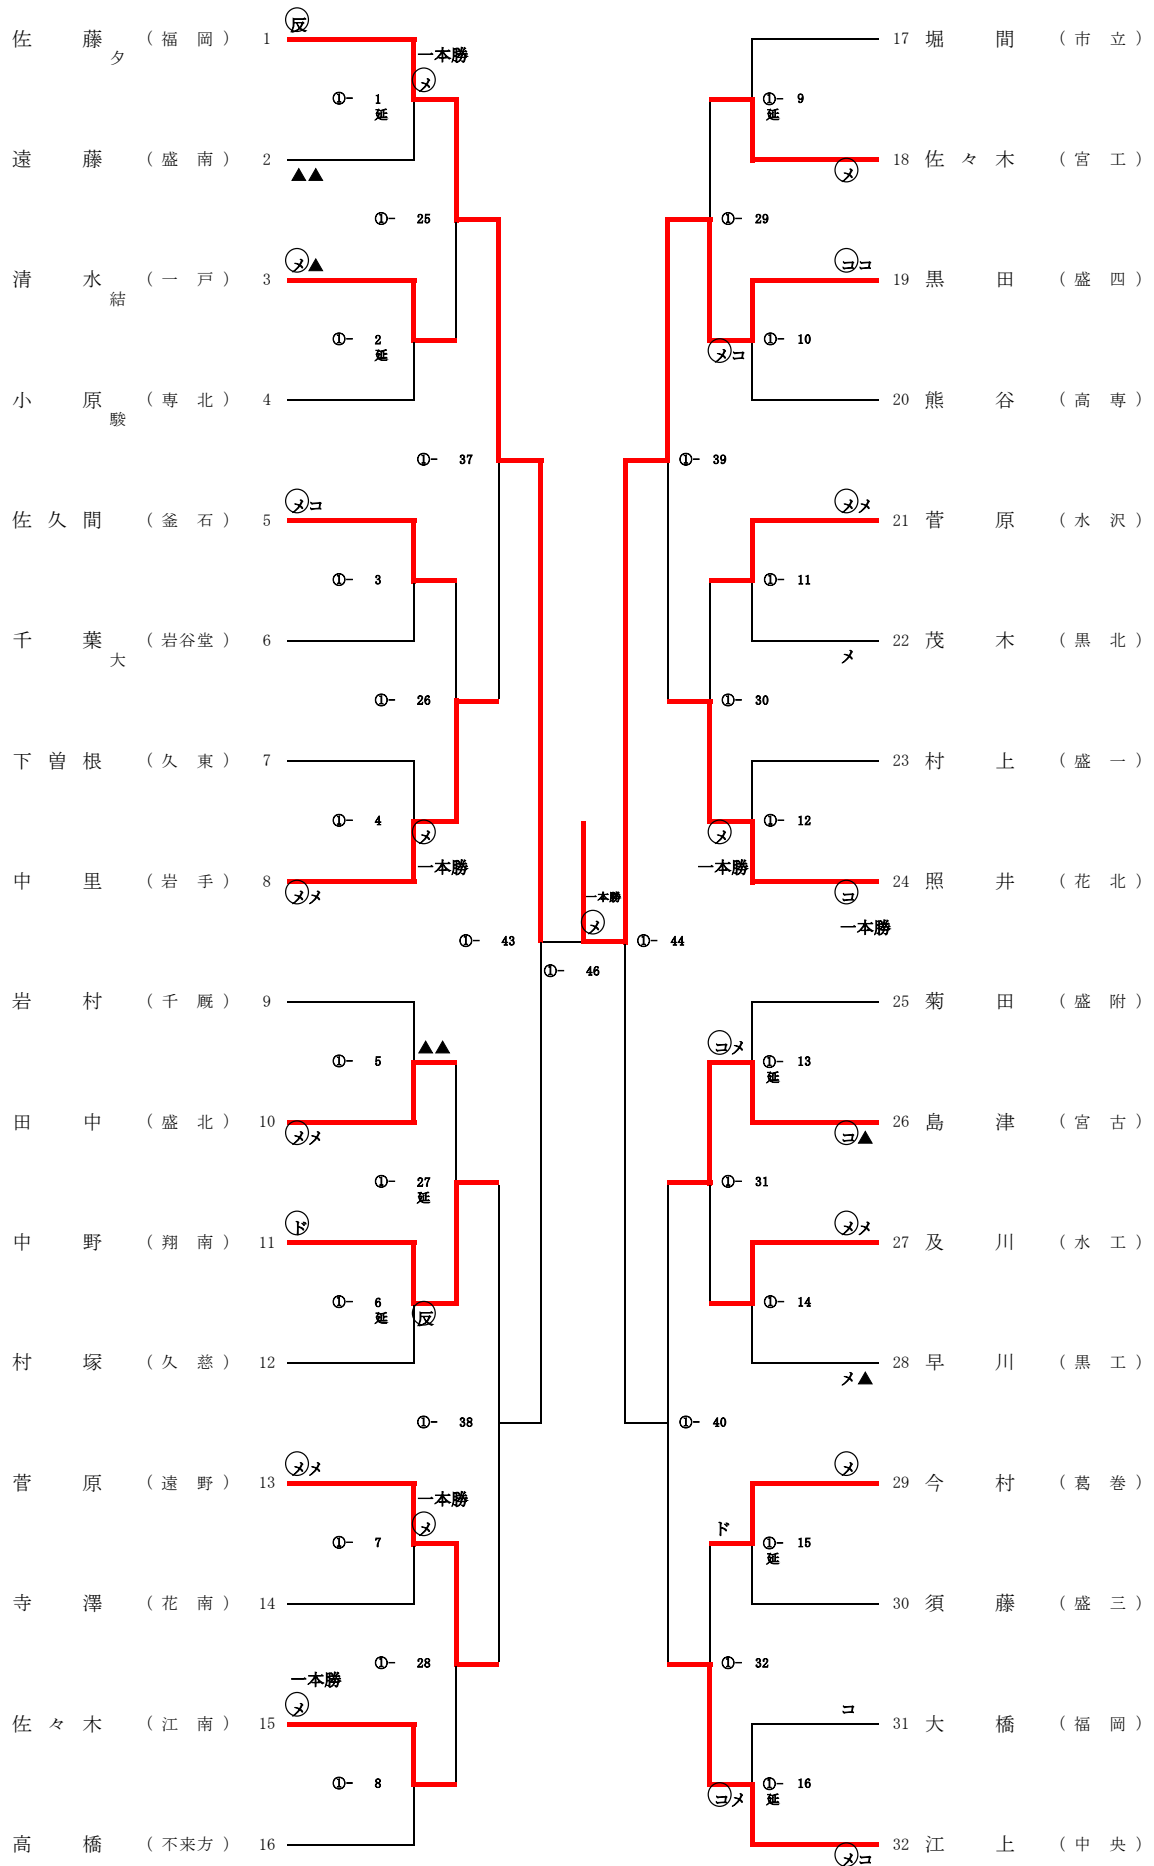 反
佐藤夕 （福岡） 1
一本勝
メ
①- 1
延
遠藤 （盛南） 2
▲▲
①- 25
メ▲
清水結 （一戸） 3
①- 2
延
小原駿 （専北） 4
①- 37
メコ
佐久間 （釜石） 5
①- 3
千葉大 （岩谷堂） 6
①- 26
下曽根 （久東） 7
①- 4
メ
一本勝
中里 （岩手） 8
メメ
①- 43
岩村 （千厩） 9
①- 5
▲▲
田中 （盛北） 10
メメ
①- 27
延
ド
中野 （翔南） 11
①- 6
延
反
村塚 （久慈） 12
①- 38
メメ
菅原 （遠野） 13
一本勝
メ
①- 7
寺澤 （花南） 14
①- 28
一本勝
メ
佐々木 （江南） 15
①- 8
高橋 （不来方） 16
一本勝
メ
①- 46
17 堀間 （市立）
①- 9
延
18 佐々木 （宮工）
メ
①- 29
ココ
19 黒田 （盛四）
①- 10
メコ
20 熊谷 （高専）
①- 39
メメ
21 菅原 （水沢）
①- 11
22 茂木 （黒北）
メ
①- 30
23 村上 （盛一）
①- 12
メ
一本勝
24 照井 （花北）
コ
一本勝
①- 44
25 菊田 （盛附）
コメ
①- 13
延
26 島津 （宮古）
コ▲
①- 31
メメ
27 及川 （水工）
①- 14
28 早川 （黒工）
メ▲
①- 40
メ
29 今村 （葛巻）
ド
①- 15
延
30 須藤 （盛三）
①- 32
コ
31 大橋 （福岡）
①- 16
延
コメ
32 江上 （中央）
メコ